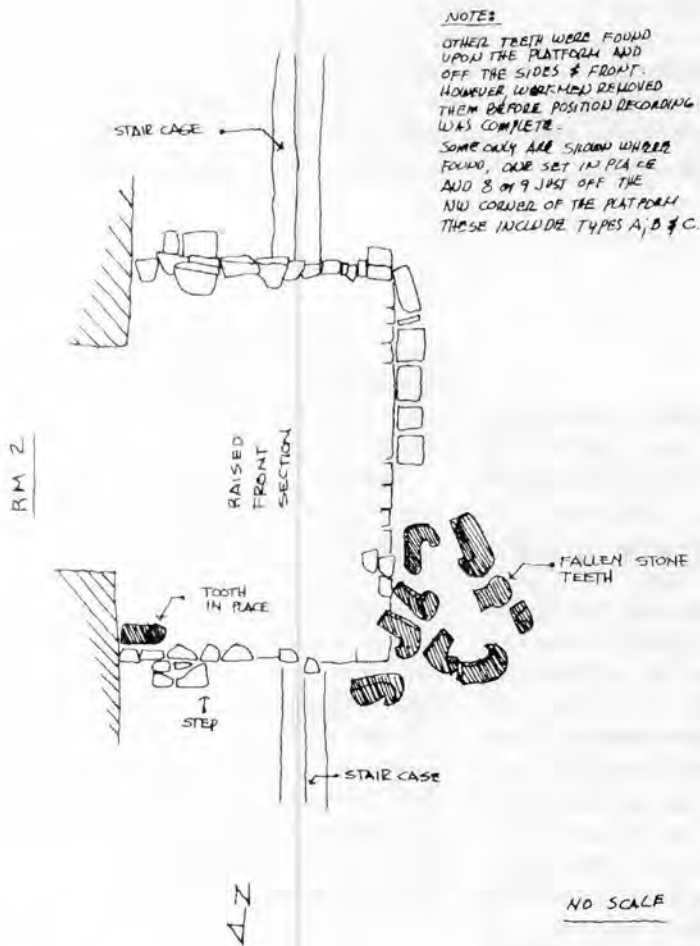 NOTE:
OTHER TEETH WERE FOUND
UPON THE PLATFORM AND
OFF THE SIDES & FRONT.
HOWEVER, WORKMEN REMOVED
THEM BEFORE POSITION RECORDING
WAS COMPLETE.
SOME ONLY ARE SHOWN WHERE
FOUND, ONE SET IN PLACE
AND 8 OR 9 JUST OFF THE
NW CORNER OF THE PLATFORM
THESE INCLUDE TYPES A, B & C.
STAIR CASE
RM 2
RAISED
FRONT
SECTION
TOOTH
IN PLACE
FALLEN STONE
TEETH
STEP
STAIR CASE
N
NO SCALE